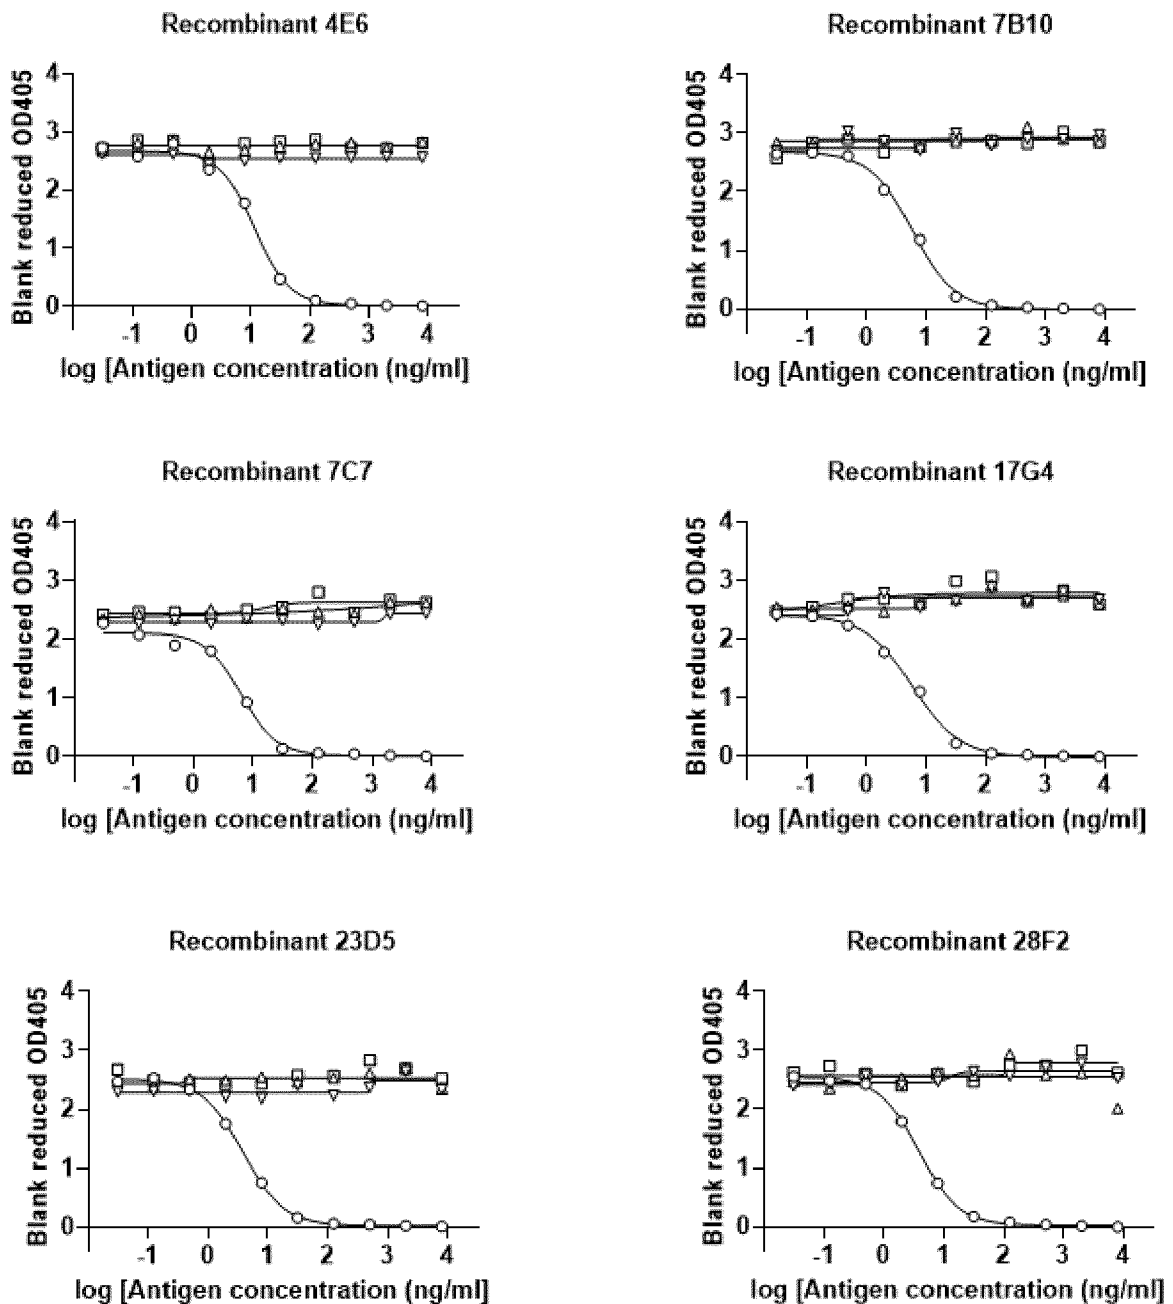 Recombinant 4E6
Blank reduced OD405
4
3
2
1
0
-1 0 1 2 3 4
log [Antigen concentration (ng/ml]
Recombinant 7B10
Blank reduced OD405
4
3
2
1
0
-1 0 1 2 3 4
log [Antigen concentration (ng/ml]
Recombinant 7C7
Blank reduced OD405
4
3
2
1
0
-1 0 1 2 3 4
log [Antigen concentration (ng/ml]
Recombinant 17G4
Blank reduced OD405
4
3
2
1
0
-1 0 1 2 3 4
log [Antigen concentration (ng/ml]
Recombinant 23D5
Blank reduced OD405
4
3
2
1
0
-1 0 1 2 3 4
log [Antigen concentration (ng/ml]
Recombinant 28F2
Blank reduced OD405
4
3
2
1
0
-1 0 1 2 3 4
log [Antigen concentration (ng/ml]